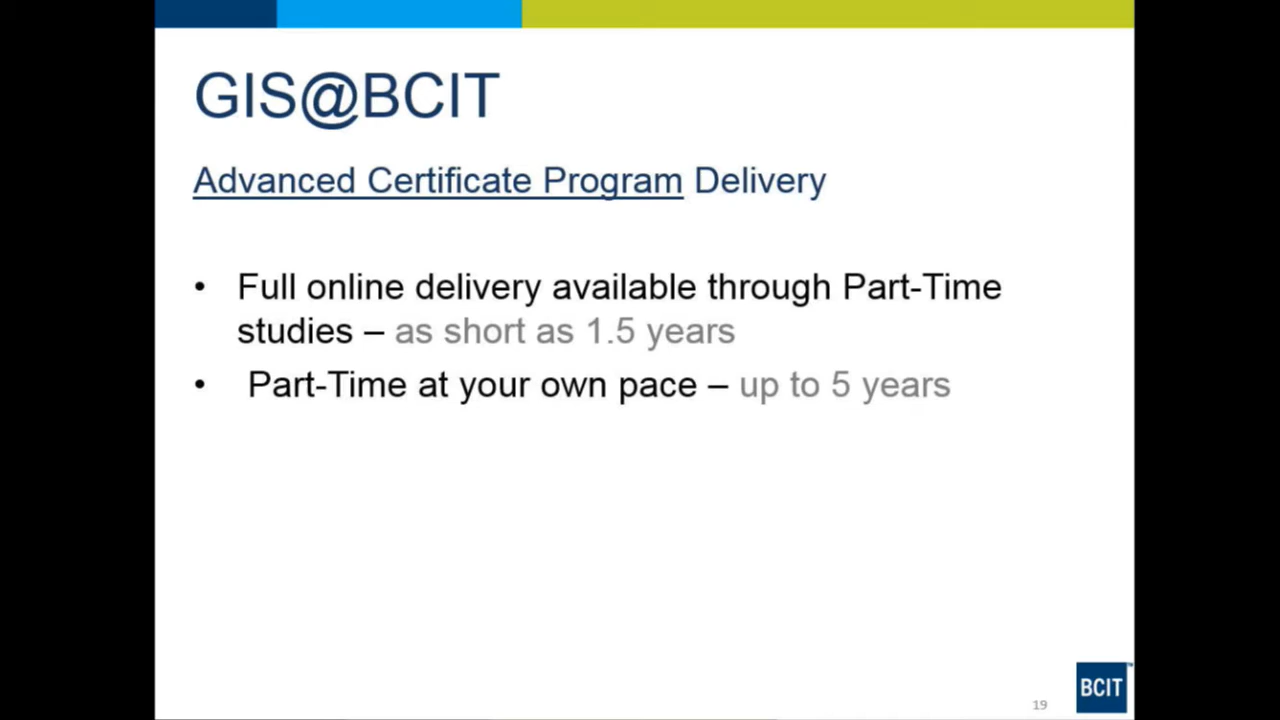 GIS@BCIT
Advanced Certificate Program Delivery
• Full online delivery available through Part-Time
studies – as short as 1.5 years
• Part-Time at your own pace – up to 5 years
19
BCIT